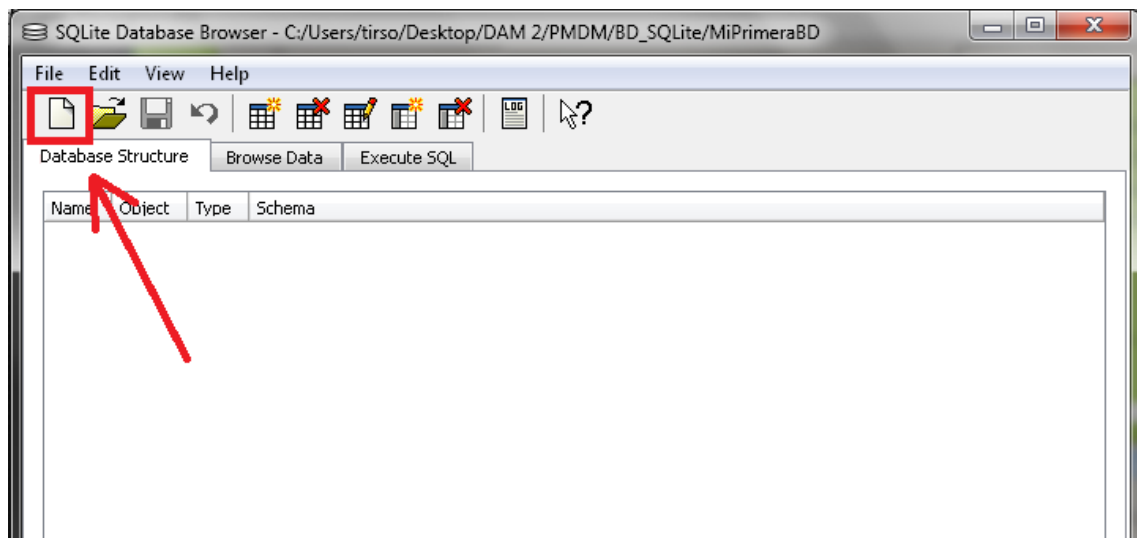 SQLite Database Browser - C:/Users/tirso/Desktop/DAM 2/PMDM/BD_SQLite/MiPrimeraBD
File Edit View Help
LOG
?
Database Structure Browse Data Execute SQL
Name Object Type Schema